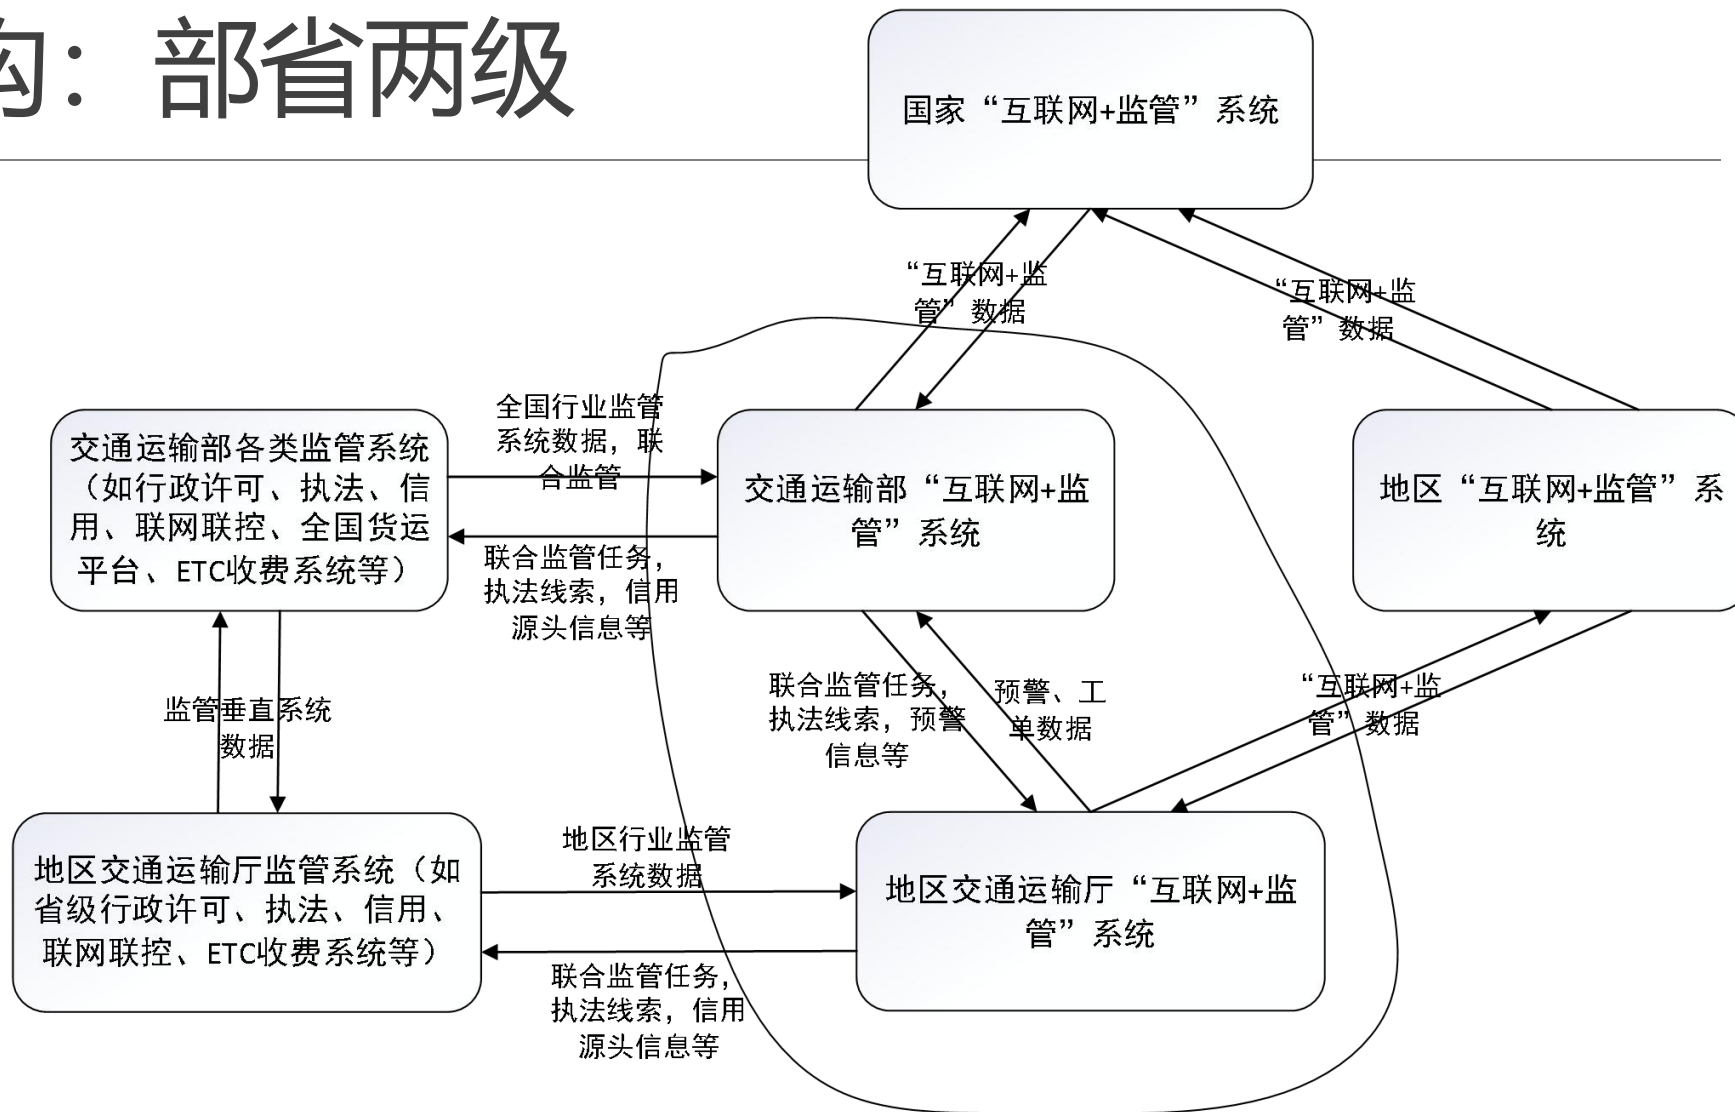 构：部省两级
国家“互联网+监管”系统
“互联网+监
管”数据
“互联网+监
管”数据
全国行业监管
系统数据，联
合监管
交通运输部各类监管系统
（如行政许可、执法、信
用、联网联控、全国货运
平台、ETC收费系统等）
交通运输部“互联网+监
管”系统
地区“互联网+监管”系
统
联合监管任务，
执法线索，信用
源头信息等
监管垂直系统
数据
联合监管任务，
执法线索，预警
信息等
预警、工
单数据
“互联网+监
管”数据
地区行业监管
系统数据
地区交通运输厅监管系统（如
省级行政许可、执法、信用、
联网联控、ETC收费系统等）
地区交通运输厅“互联网+监
管”系统
联合监管任务，
执法线索，信用
源头信息等